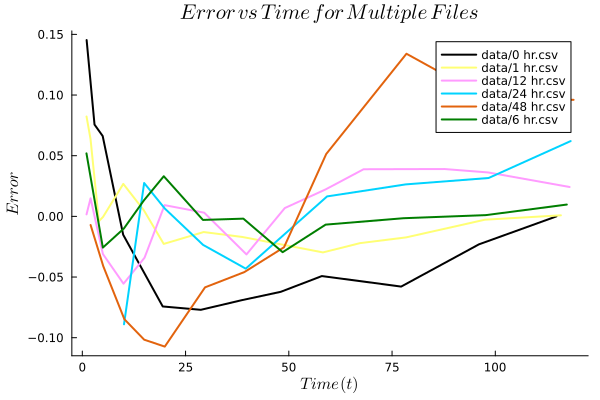 Error vs Time for Multiple Files
0.15
0.10
0.05
0.00
−0.05
−0.10
Error
data/0 hr.csv
data/1 hr.csv
data/12 hr.csv
data/24 hr.csv
data/48 hr.csv
data/6 hr.csv
0 25 50 75 100
Time (t)